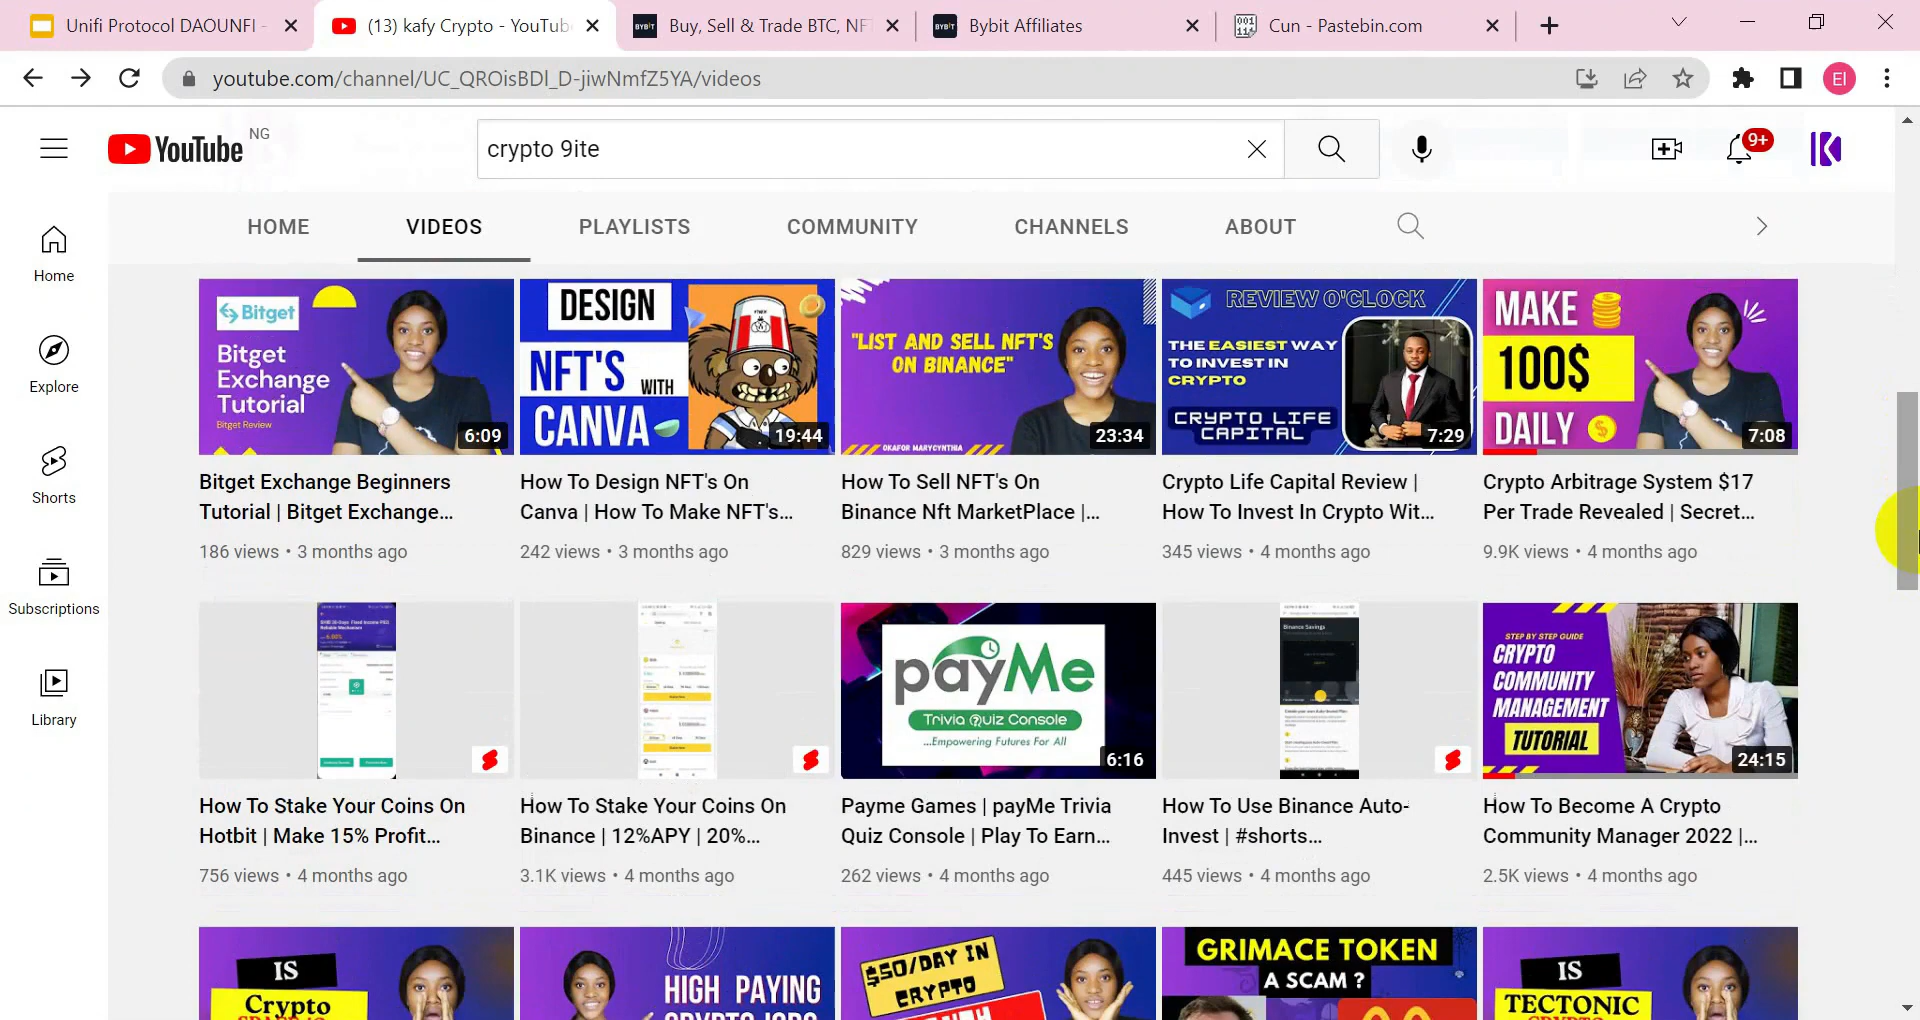 Unifi Protocol DAOUNFI -
(13) kafy Crypto - YouTube
Buy, Sell & Trade BTC, NFT
Bybit Affiliates
Cun - Pastebin.com
youtube.com/channel/UC_QROisBDl_D-jiwNmfZ5YA/videos
EI
YouTube NG
crypto 9ite
9+
HOME VIDEOS PLAYLISTS COMMUNITY CHANNELS ABOUT
Home
Explore
Shorts
Subscriptions
Library
Bitget
Bitget
Exchange
Tutorial
Bitget Review
6:09
DESIGN
NFT'S WITH
CANVA
19:44
"LIST AND SELL NFT'S
ON BINANCE"
OKAFOR MARYCYNTHIA
23:34
REVIEW O'CLOCK
THE EASIEST WAY
TO INVEST IN
CRYPTO
CRYPTO LIFE
CAPITAL
7:29
MAKE
100$
DAILY
7:08
Bitget Exchange Beginners
Tutorial | Bitget Exchange...
186 views • 3 months ago
How To Design NFT's On
Canva | How To Make NFT's...
242 views • 3 months ago
How To Sell NFT's On
Binance Nft MarketPlace |...
829 views • 3 months ago
Crypto Life Capital Review |
How To Invest In Crypto Wit...
345 views • 4 months ago
Crypto Arbitrage System $17
Per Trade Revealed | Secret...
9.9K views • 4 months ago
payMe
Trivia Quiz Console
...Empowering Futures For All
6:16
Binance Savings
STEP BY STEP GUIDE
CRYPTO
COMMUNITY
MANAGEMENT
TUTORIAL
24:15
How To Stake Your Coins On
Hotbit | Make 15% Profit...
756 views • 4 months ago
How To Stake Your Coins On
Binance | 12%APY | 20%...
3.1K views • 4 months ago
Payme Games | payMe Trivia
Quiz Console | Play To Earn...
262 views • 4 months ago
How To Use Binance Auto-
Invest | #shorts...
445 views • 4 months ago
How To Become A Crypto
Community Manager 2022 |...
2.5K views • 4 months ago
IS
Crypto
HIGH PAYING
CRYPTO JOBS
$50/DAY IN
CRYPTO
GRIMACE TOKEN
A SCAM ?
IS
TECTONIC